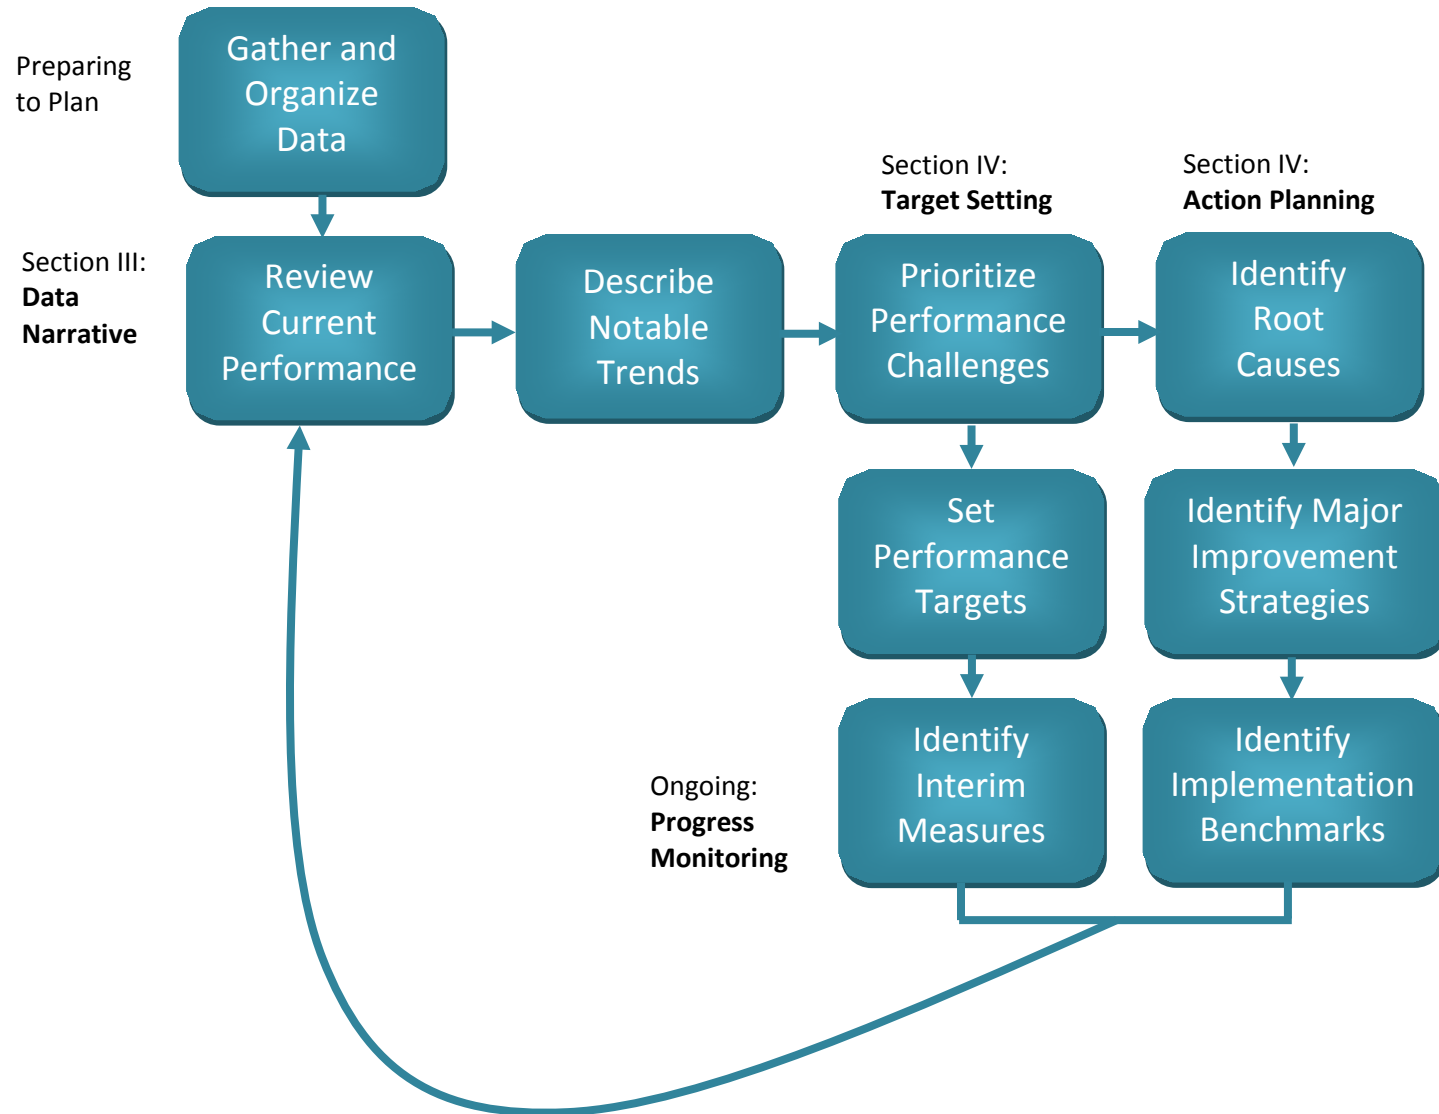 Preparing
to Plan
Gather and
Organize
Data
Section III:
Data
Narrative
Review
Current
Performance
Describe
Notable
Trends
Section IV:
Target Setting
Prioritize
Performance
Challenges
Section IV:
Action Planning
Identify
Root
Causes
Set
Performance
Targets
Identify Major
Improvement
Strategies
Ongoing:
Progress
Monitoring
Identify
Interim
Measures
Identify
Implementation
Benchmarks